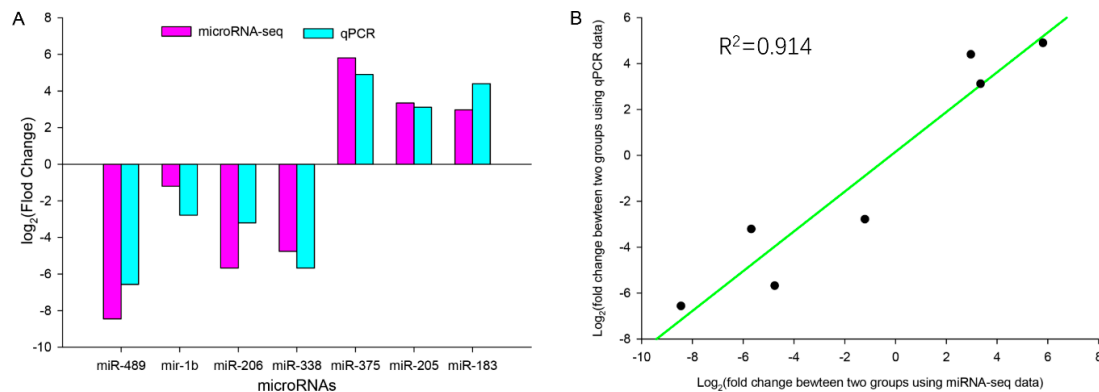 A
microRNA-seq
qPCR
8
6
4
2
0
-2
-4
-6
-8
-10
log2(Flod Change)
miR-489 mir-1b miR-206 miR-338 miR-375 miR-205 miR-183
microRNAs
B
R²=0.914
6
4
2
0
-2
-4
-6
-8
Log2(fold change bewteen two groups using qPCR data)
-10 -8 -6 -4 -2 0 2 4 6 8
Log2(fold change bewteen two groups using miRNA-seq data)